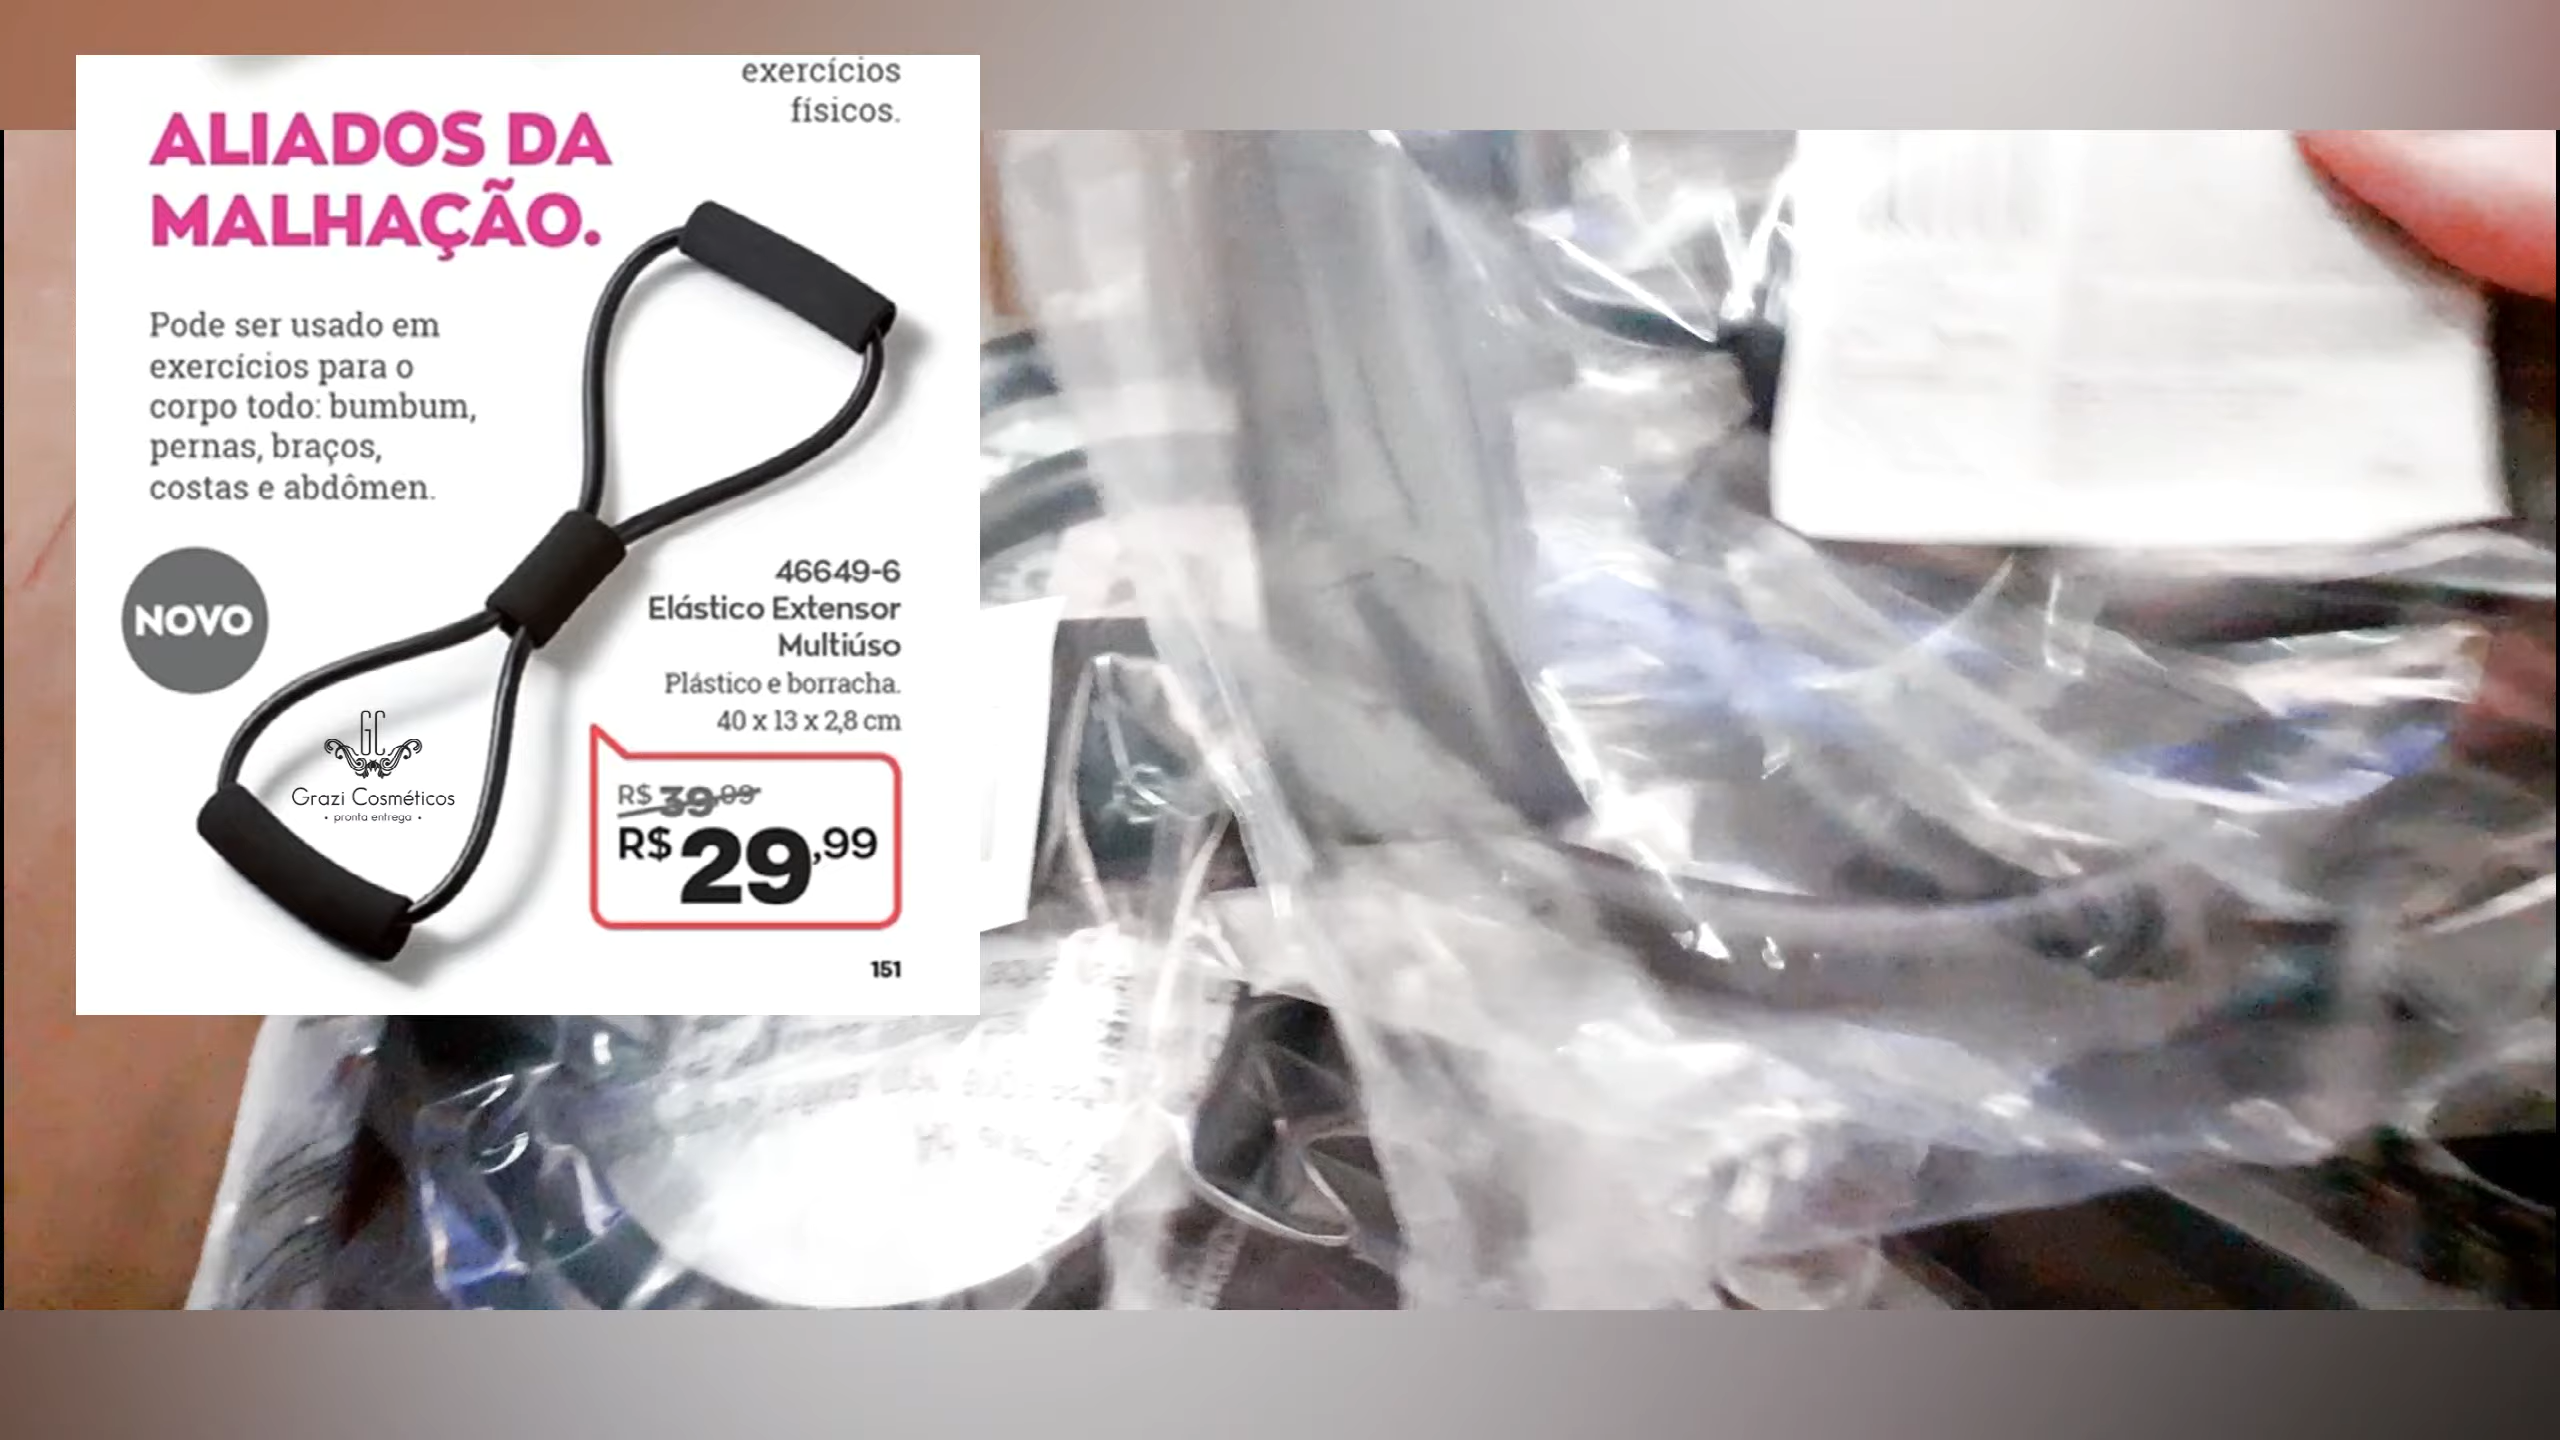 exercícios
físicos.
ALIADOS DA
MALHAÇÃO.
Pode ser usado em
exercícios para o
corpo todo: bumbum,
pernas, braços,
costas e abdômen.
NOVO
46649-6
Elástico Extensor
Multiúso
Plástico e borracha.
40 x 13 x 2,8 cm
GC
Grazi Cosméticos
• pronta entrega •
R$ 39,99
R$ 29,99
151